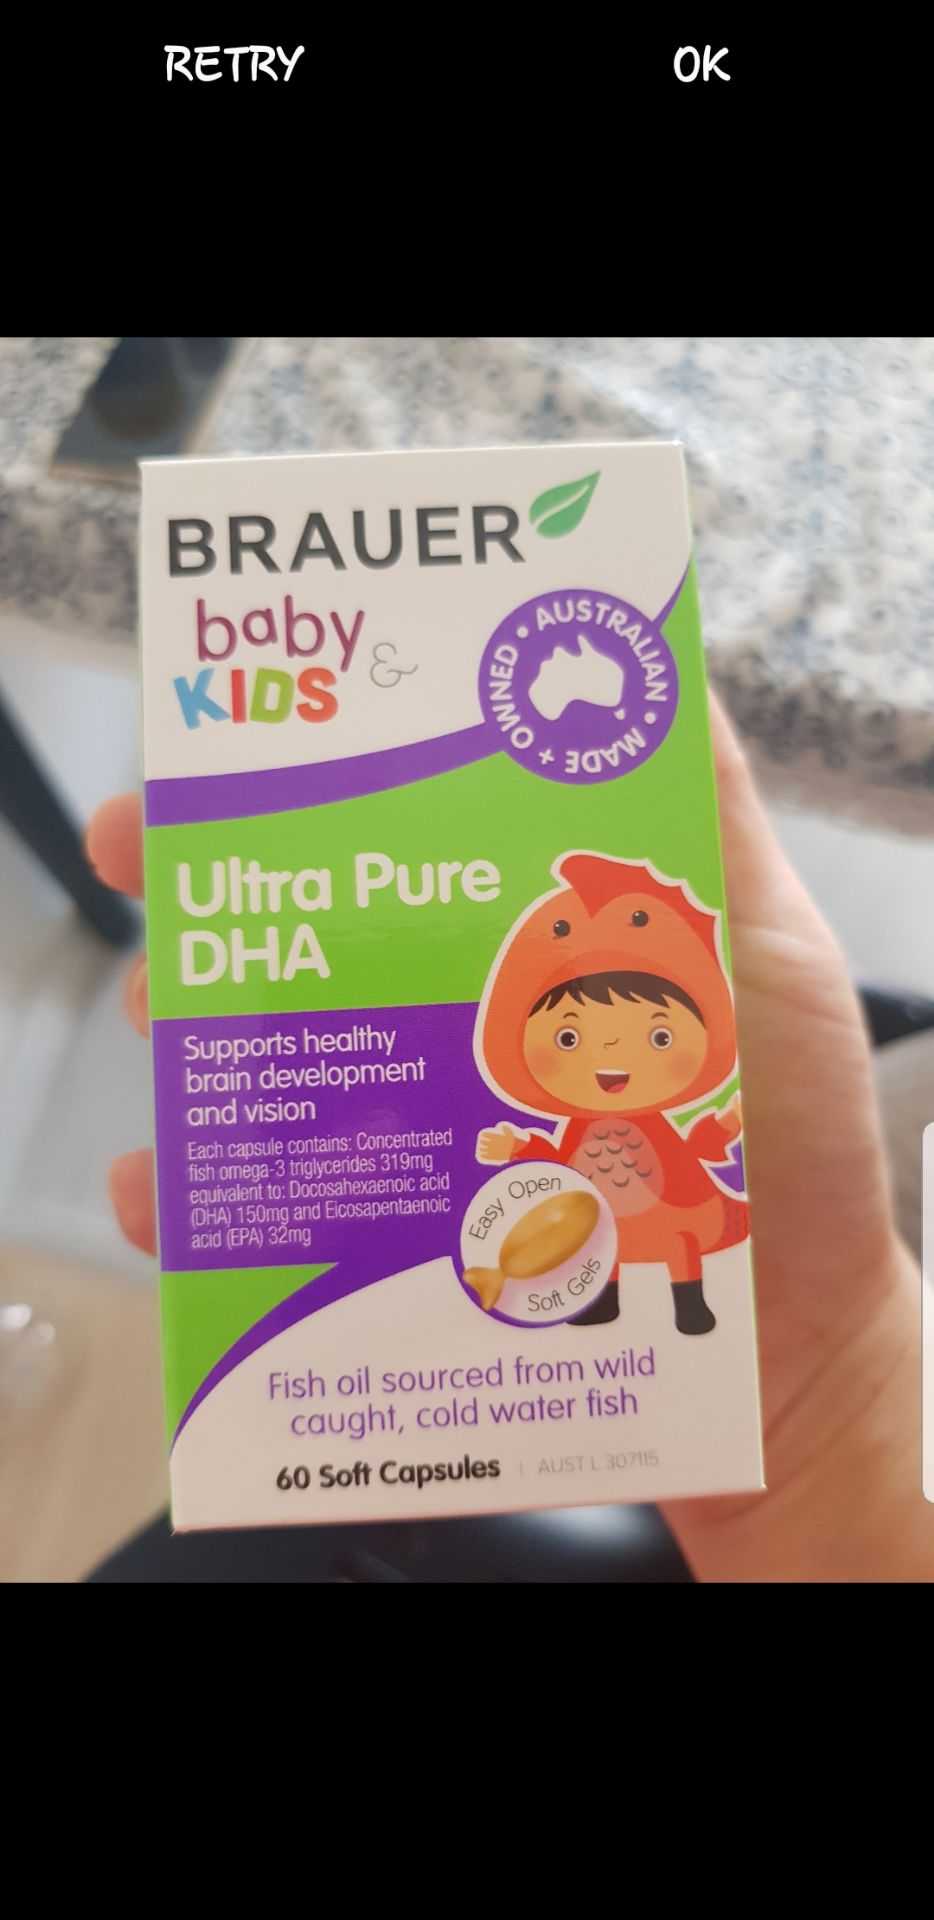 RETRY
OK
BRAUER
baby
&
KIDS
AUSTRALIAN • MADE + OWNED •
Ultra Pure
DHA
Supports healthy
brain development
and vision
Each capsule contains: Concentrated
fish omega-3 triglycerides 319mg
equivalent to: Docosahexaenoic acid
(DHA) 150mg and Eicosapentaenoic
acid (EPA) 32mg
Easy Open
Soft Gels
Fish oil sourced from wild
caught, cold water fish
60 Soft Capsules | AUST L 307115